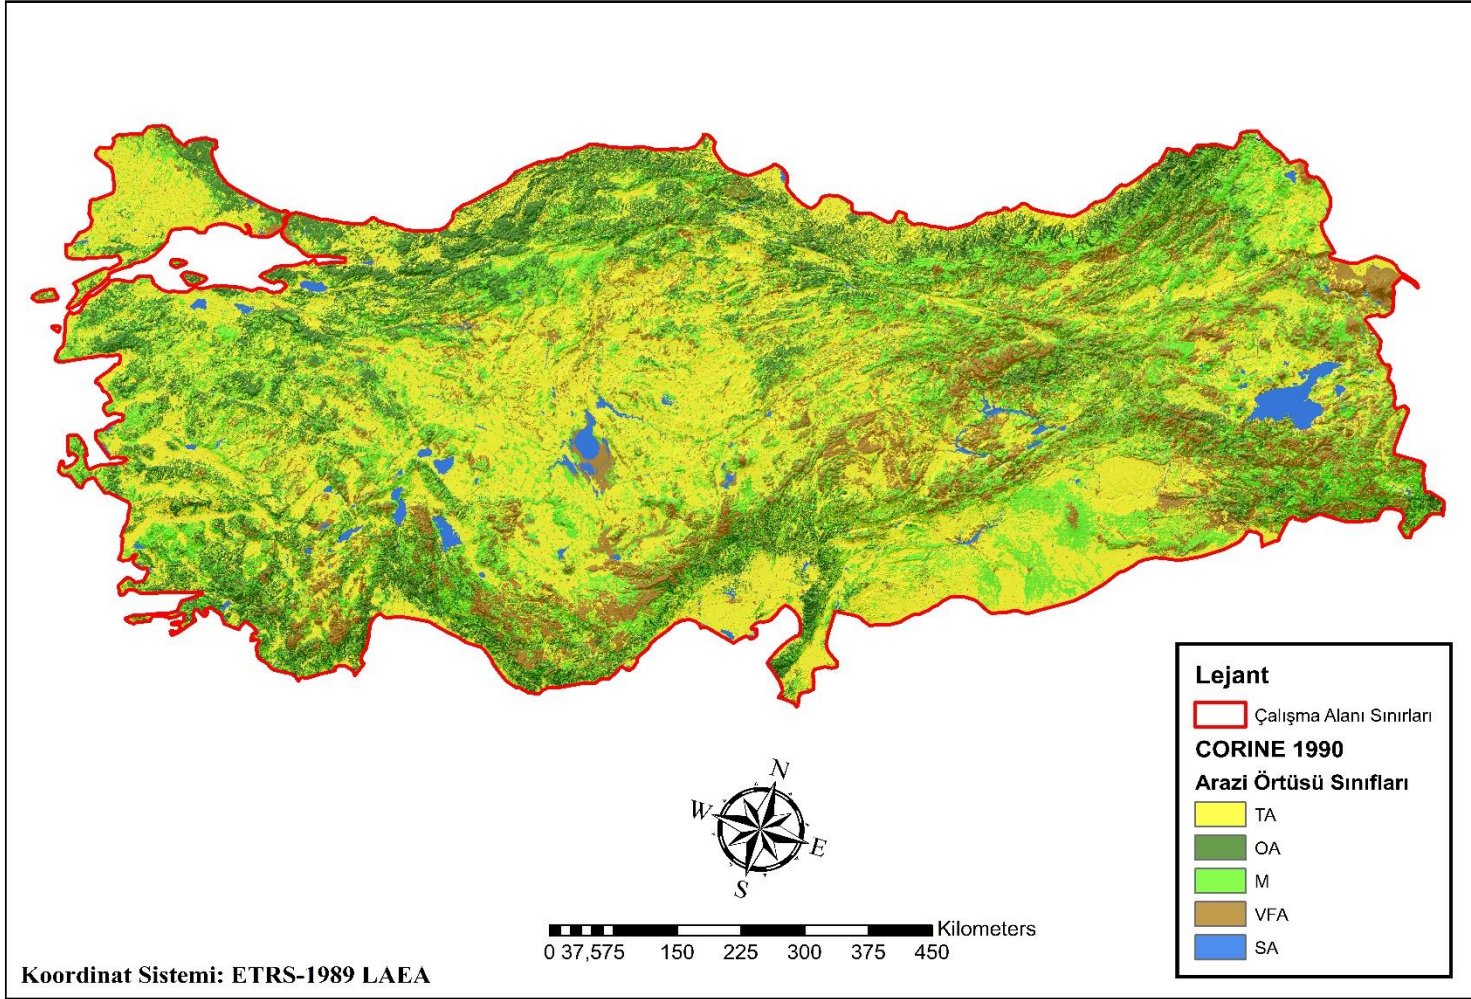 Lejant
Çalışma Alanı Sınırları
CORINE 1990
Arazi Örtüsü Sınıfları
TA
OA
M
VFA
SA
N
W
E
S
Kilometers
0 37,575 150 225 300 375 450
Koordinat Sistemi: ETRS-1989 LAEA